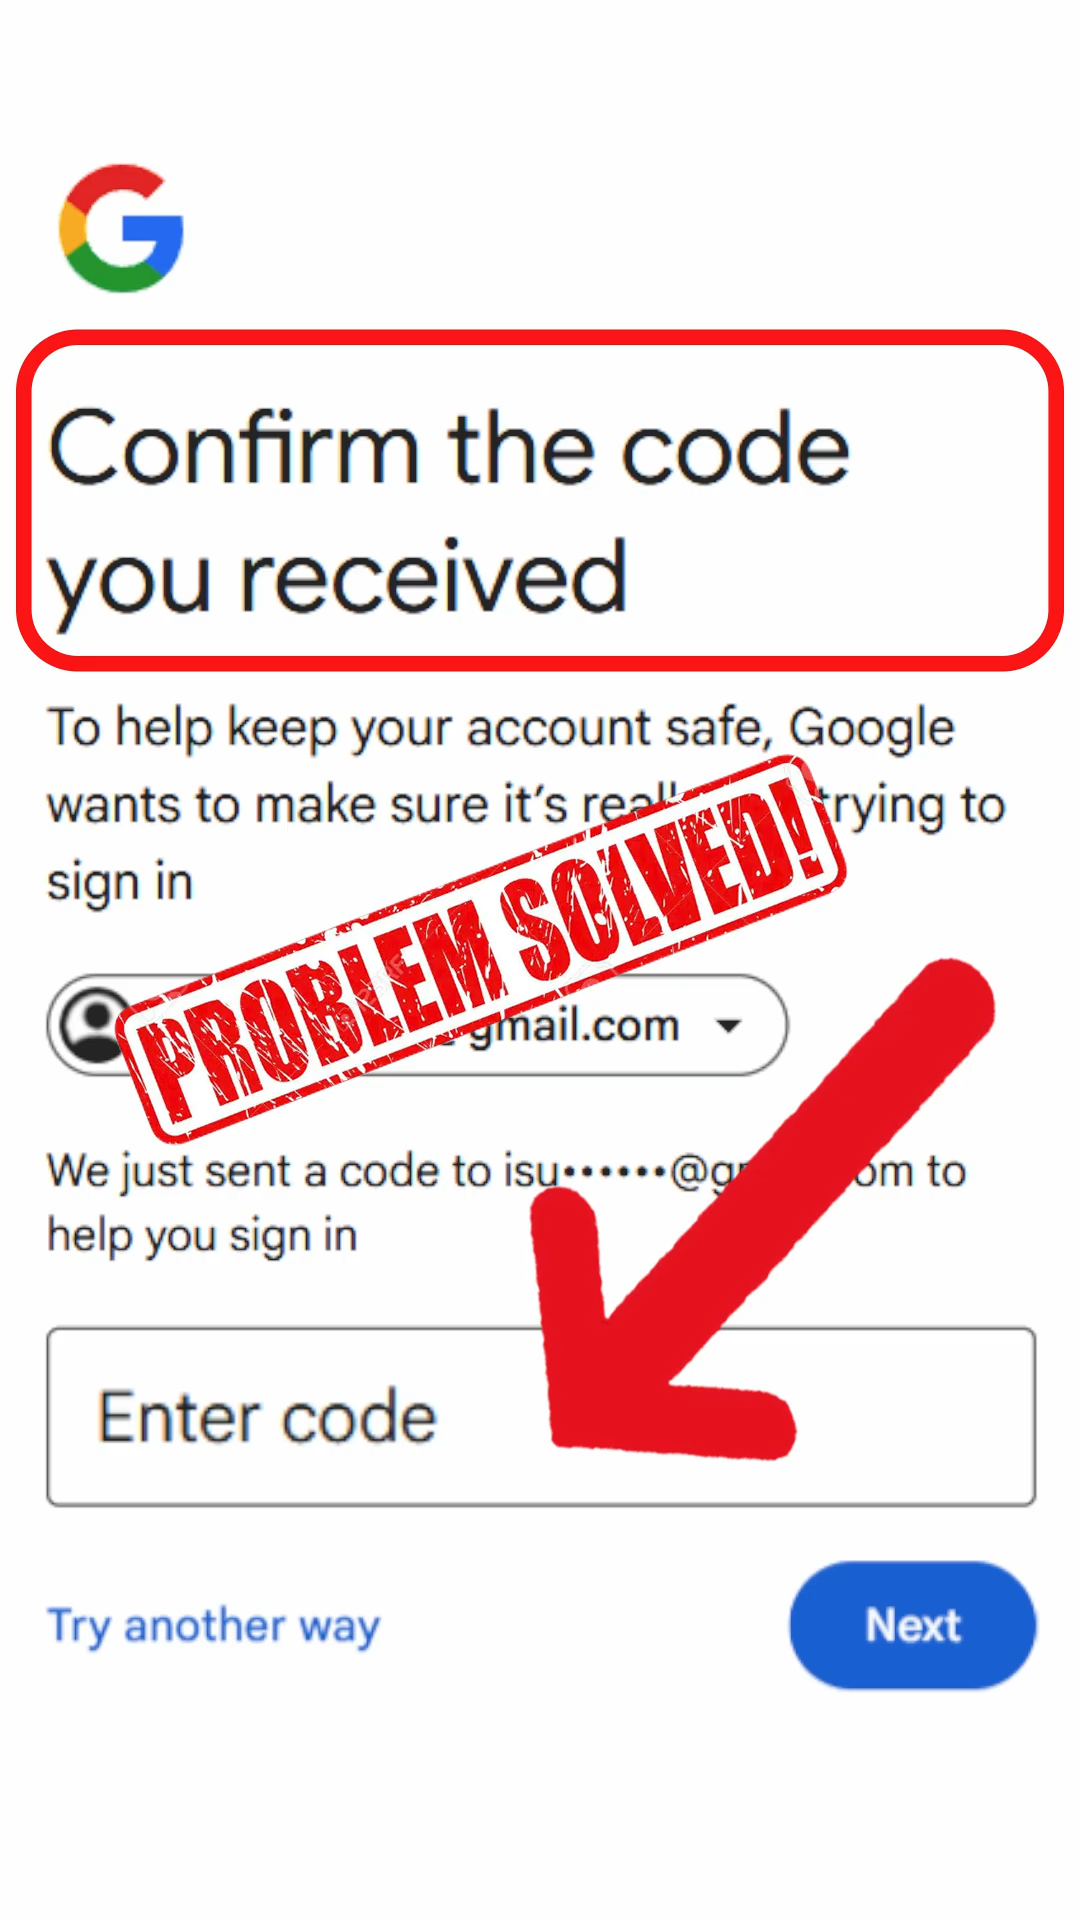 Confirm the code
you received
To help keep your account safe, Google
wants to make sure it's trying to
sign in
PROBLEM SOLVED!
@gmail.com
We just sent a code to isu••••••@g om to
help you sign in
Enter code
Try another way
Next